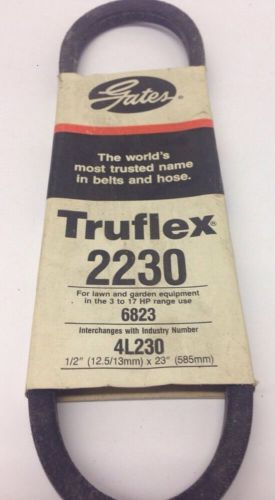 Gates®
The world's
most trusted name
in belts and hose.
Truflex®
2230
For lawn and garden equipment
in the 3 to 17 HP range use
6823
Interchanges with Industry Number
4L230
1/2" (12.5/13mm) x 23" (585mm)